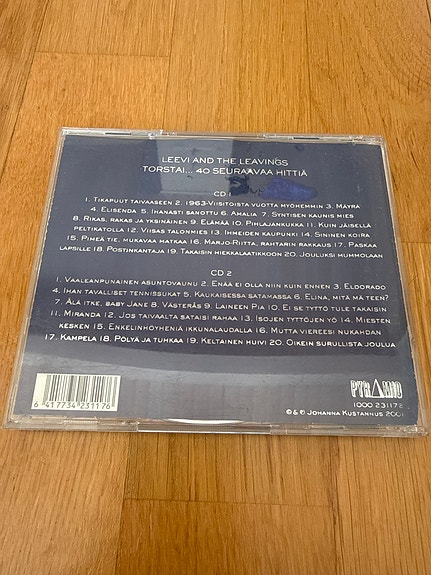 LEEVI AND THE LEAVINGS
TORSTAI... 40 SEURAAVAA HITTIÄ
CD 1
1. TIKAPUUT TAIVAASEEN 2. 1963-VIISITOISTA VUOTTA MYÖHEMMIN 3. MÄYRÄ
4. ELISENDA 5. IHANASTI SANOTTU 6. AMALIA 7. SYNTISEN KAUNIS MIES
8. RIKAS, RAKAS JA YKSINÄINEN 9. ELÄMÄÄ 10. PIHLAJANKUKKA 11. KUIN JÄISELLÄ
PELTIKATOLLA 12. VIISAS TALONMIES 13. IHMEIDEN KAUPUNKI 14. SININEN KOIRA
15. PIMEÄ TIE, MUKAVAA MATKAA 16. MARJO-RIITTA, RAHTARIN RAKKAUS 17. PASKAA
LAPSILLE 18. POSTINKANTAJA 19. TAKAISIN HIEKKALAATIKKOON 20. JOULUKSI HUMMOLAAN
CD 2
1. VAALEANPUNAINEN ASUNTOVAUNU 2. ENÄÄ EI OLLA NIIN KUIN ENNEN 3. ELDORADO
4. IHAN TAVALLISET TENNISSUKAT 5. KAUKAISESSA SATAMASSA 6. ELINA, MITÄ MÄ TEEN?
7. ÄLÄ ITKE, BABY JANE 8. VÄSTERÅS 9. LAINEEN PIA 10. EI SE TYTTÖ TULE TAKAISIN
11. MIRANDA 12. JOS TAIVAALTA SATAISI RAHAA 13. ISOJEN TYTTÖJEN YÖ 14. MIESTEN
KESKEN 15. ENKELINHÖYHENIÄ IKKUNALAUDALLA 16. MUTTA VIEREESI NUKAHDAN
17. KAMPELA 18. PÖLYÄ JA TUHKAA 19. KELTAINEN HUIVI 20. OIKEIN SURULLISTA JOULUA
6 417734 231176
PYRAMID
1000 231172
© & ℗ JOHANNA KUSTANNUS 2001